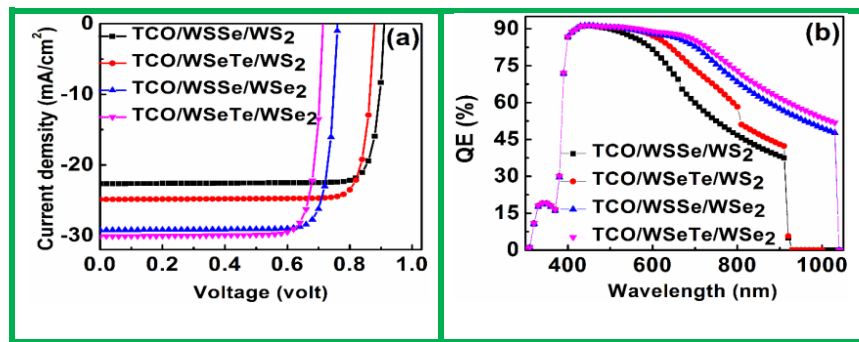 (a)
TCO/WSSe/WS2
TCO/WSeTe/WS2
TCO/WSSe/WSe2
TCO/WSeTe/WSe2
Current density (mA/cm2)
0
-10
-20
-30
0.0 0.2 0.4 0.6 0.8 1.0
Voltage (volt)
(b)
QE (%)
90
75
60
45
30
15
0
TCO/WSSe/WS2
TCO/WSeTe/WS2
TCO/WSSe/WSe2
TCO/WSeTe/WSe2
400 600 800 1000
Wavelength (nm)